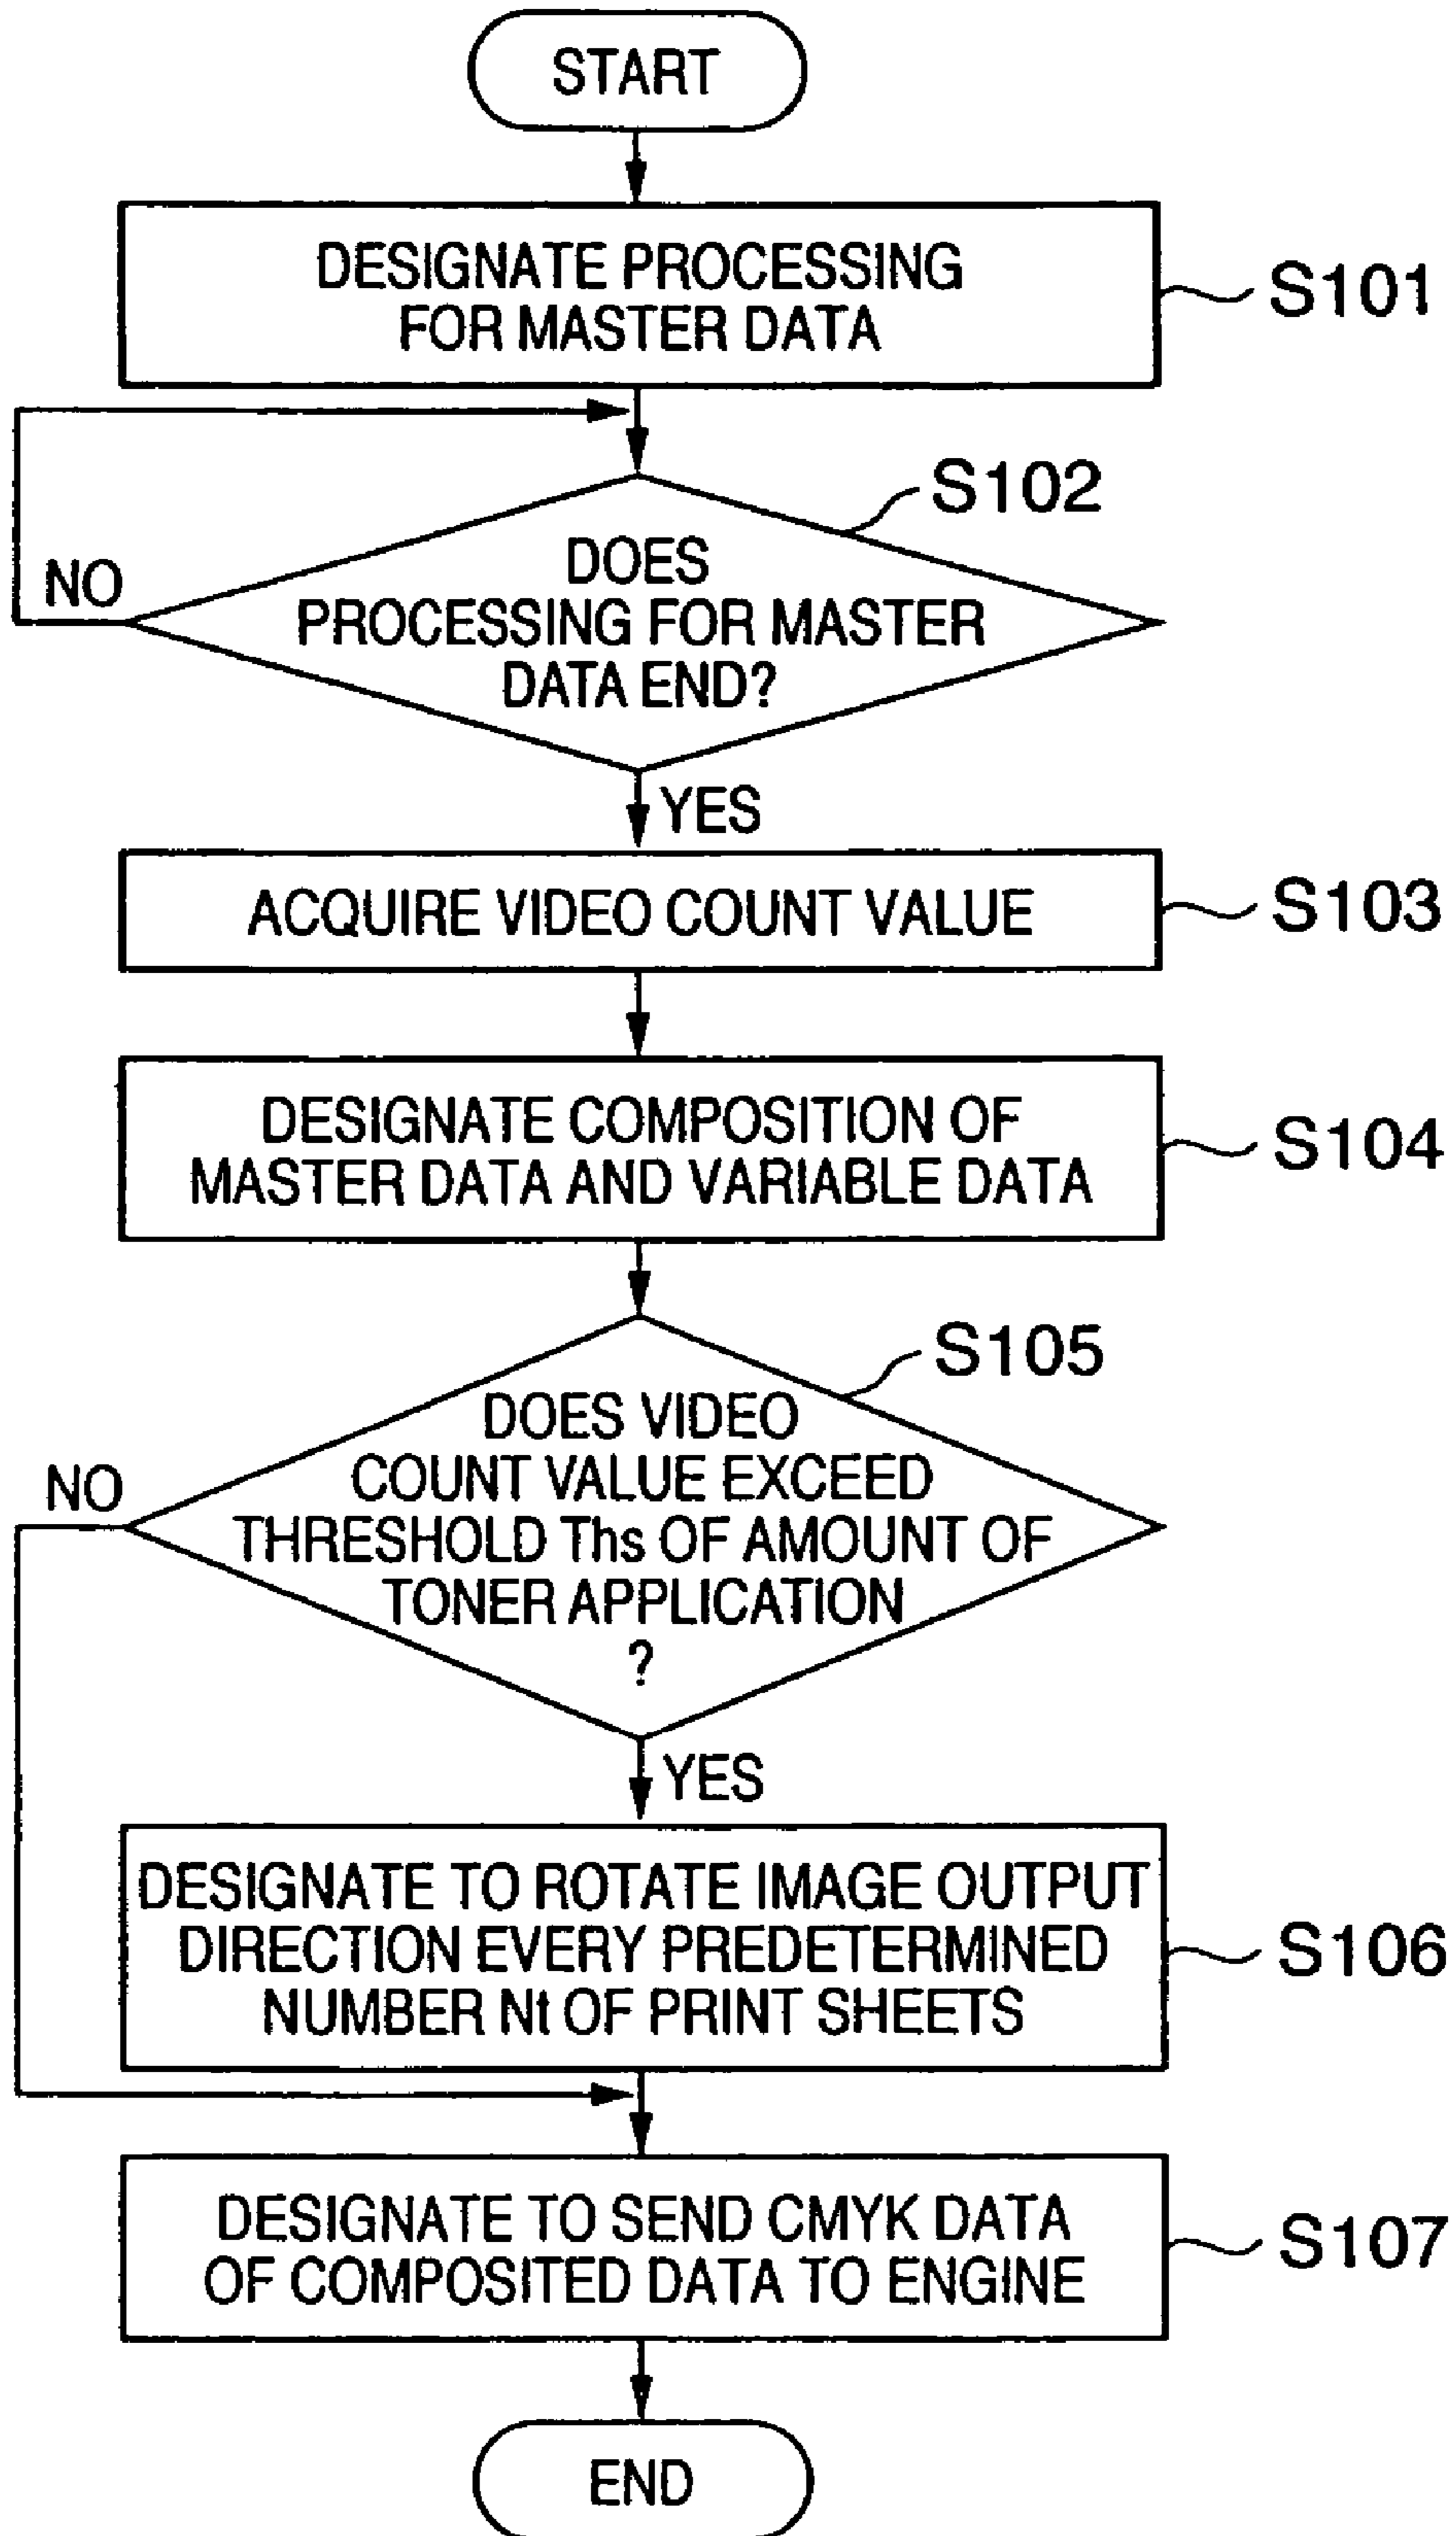 START
DESIGNATE PROCESSING
FOR MASTER DATA
S101
S102
NO
DOES
PROCESSING FOR MASTER
DATA END?
YES
ACQUIRE VIDEO COUNT VALUE
S103
DESIGNATE COMPOSITION OF
MASTER DATA AND VARIABLE DATA
S104
S105
NO
DOES VIDEO
COUNT VALUE EXCEED
THRESHOLD Ths OF AMOUNT OF
TONER APPLICATION
?
YES
DESIGNATE TO ROTATE IMAGE OUTPUT
DIRECTION EVERY PREDETERMINED
NUMBER Nt OF PRINT SHEETS
S106
DESIGNATE TO SEND CMYK DATA
OF COMPOSITED DATA TO ENGINE
S107
END